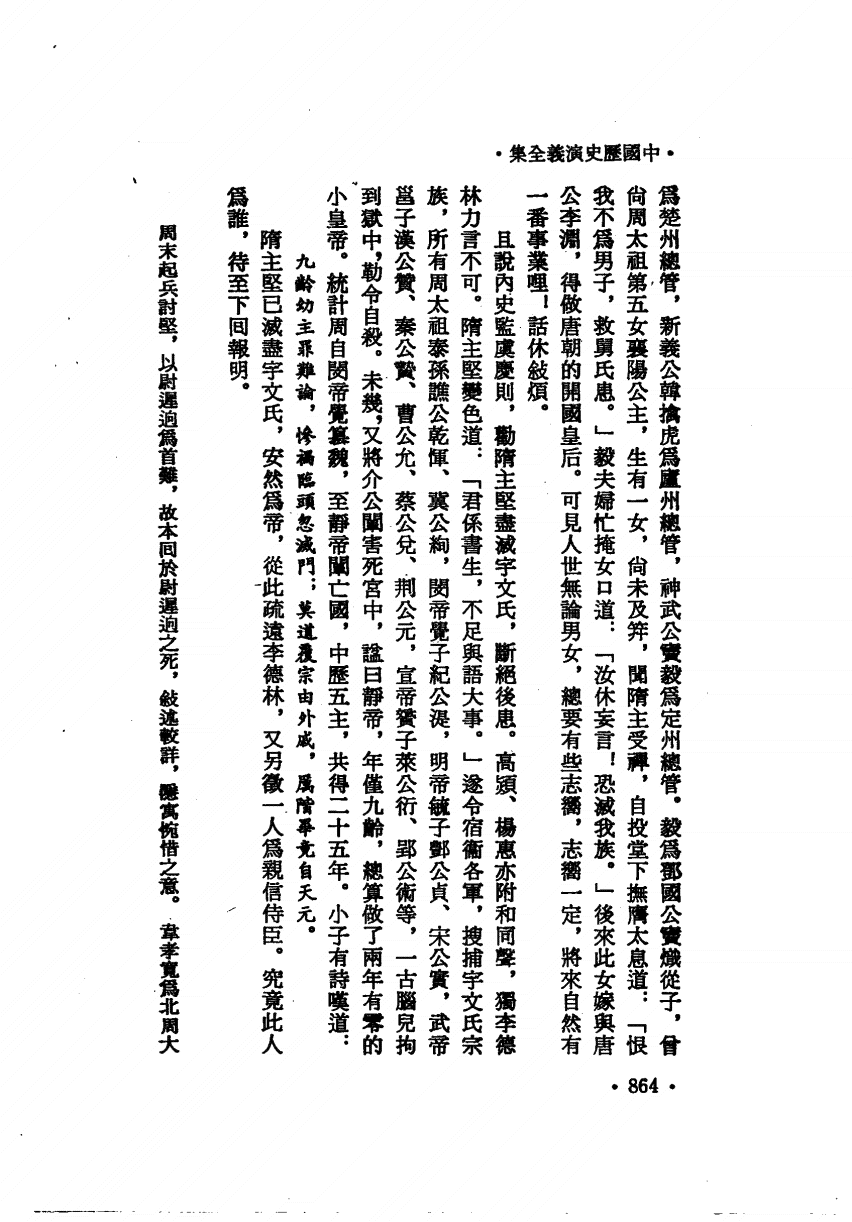 ·中國歷史演義全集·
爲楚州總管，新義公韓擒虎爲廬州總管，神武公竇毅爲定州總管。毅爲鄧國公竇熾從子，曾
尙周太祖第五女襄陽公主，生有一女，尙未及笄，聞隋主受禪，自投堂下撫膺太息道：「恨
我不爲男子，救舅氏患。」毅夫婦忙掩女口道：「汝休妄言！恐滅我族。」後來此女嫁與唐
公李淵，得做唐朝的開國皇后。可見人世無論男女，總要有些志嚮，志嚮一定，將來自然有
一番事業哩！話休敍煩。
且說內史監虞慶則，勸隋主堅盡滅宇文氏，斷絕後患。高熲、楊惠亦附和同聲，獨李德
林力言不可。隋主堅變色道：「君係書生，不足與語大事。」遂令宿衞各軍，搜捕宇文氏宗
族，所有周太祖泰孫譙公乾惲、冀公絢，閔帝覺子紀公湜，明帝毓子酆公貞、宋公實，武帝
邕子漢公贊、秦公贄、曹公允、蔡公兌、荆公元，宣帝贇子萊公衍、郢公術等，一古腦兒拘
到獄中，勒令自殺。未幾，又將介公闡害死宮中，諡曰靜帝，年僅九齡，總算做了兩年有零的
小皇帝。統計周自閔帝覺篡魏，至靜帝闡亡國，中歷五主，共得二十五年。小子有詩嘆道：
九齡幼主罪難論，慘禍臨頭忽滅門；莫道覆宗由外戚，厲階畢竟自天元。
隋主堅已滅盡宇文氏，安然爲帝，從此疏遠李德林，又另徵一人爲親信侍臣。究竟此人
爲誰，待至下回報明。
周末起兵討堅，以尉遲迥爲首難，故本回於尉遲迥之死，敍述較詳，隱寓惋惜之意。韋孝寬爲北周大
·864·